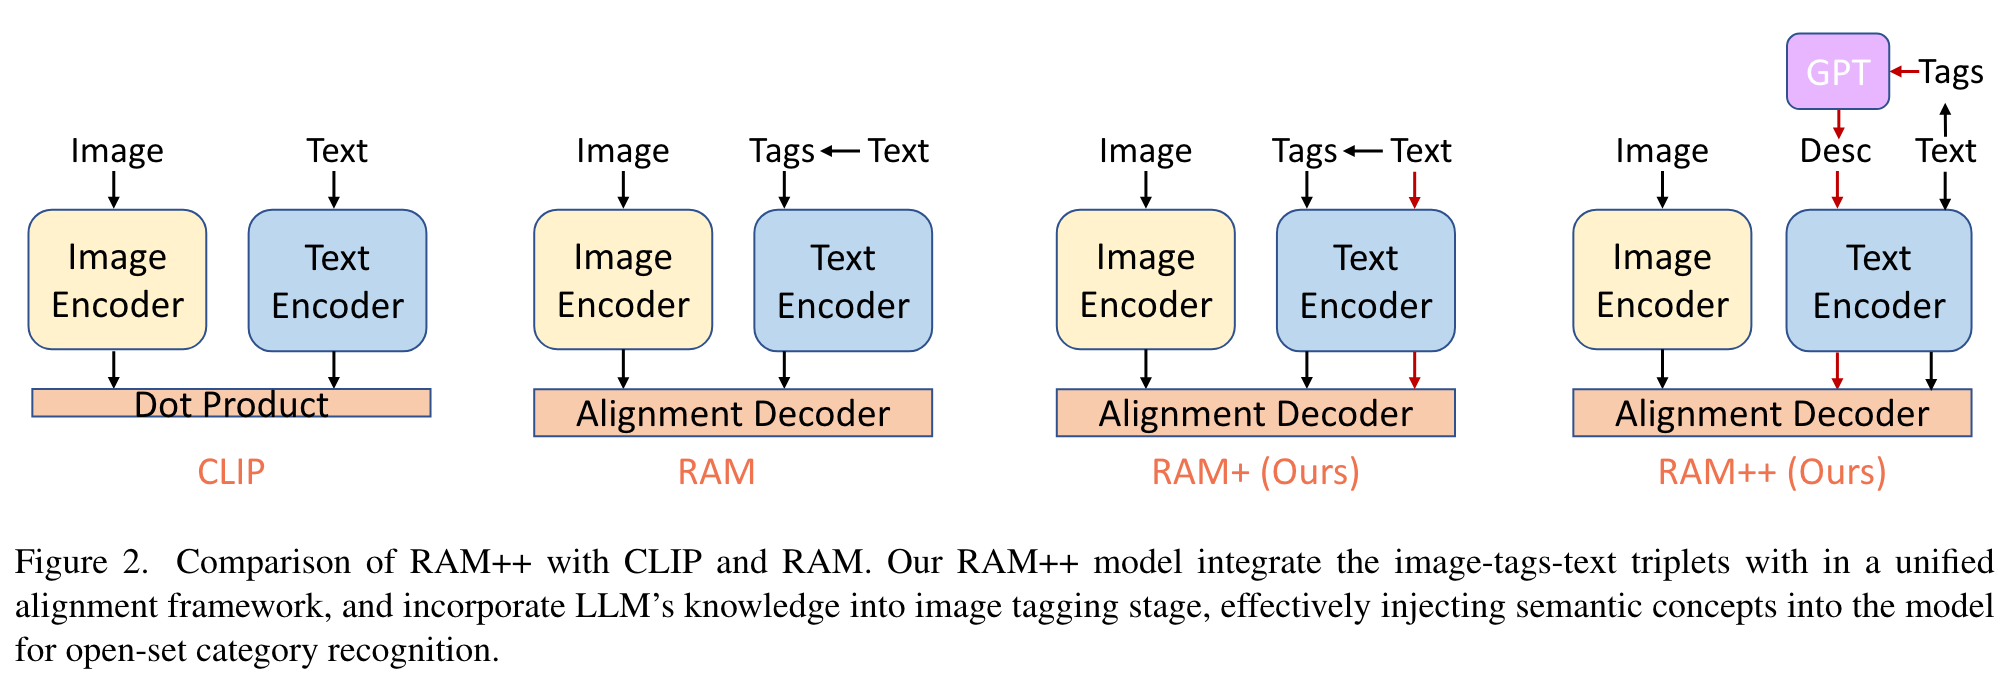 GPT
Tags
Image
Text
Image
Tags
Text
Image
Tags
Text
Image
Desc
Text
Image
Encoder
Text
Encoder
Image
Encoder
Text
Encoder
Image
Encoder
Text
Encoder
Image
Encoder
Text
Encoder
Dot Product
Alignment Decoder
Alignment Decoder
Alignment Decoder
CLIP
RAM
RAM+ (Ours)
RAM++ (Ours)
Figure 2. Comparison of RAM++ with CLIP and RAM. Our RAM++ model integrate the image-tags-text triplets with in a unified
alignment framework, and incorporate LLM's knowledge into image tagging stage, effectively injecting semantic concepts into the model
for open-set category recognition.